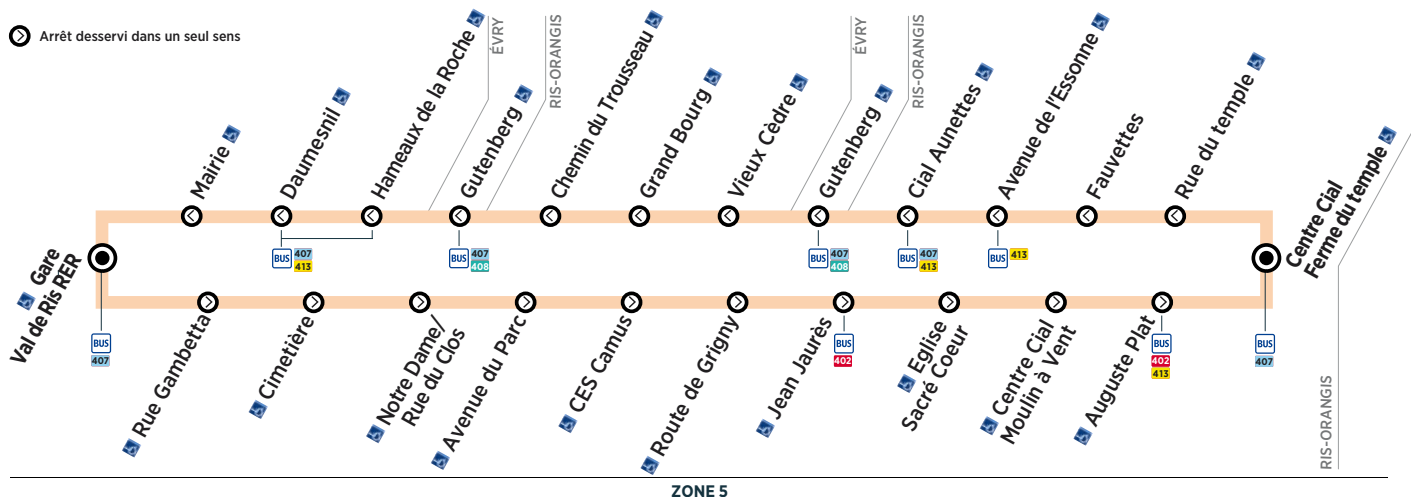 Arrêt desservi dans un seul sens
Mairie
Daumesnil
Hameaux de la Roche
ÉVRY
RIS-ORANGIS
Gutenberg
Chemin du Trousseau
Grand Bourg
Vieux Cèdre
ÉVRY
RIS-ORANGIS
Gutenberg
Cial Aunettes
Avenue de l'Essonne
Fauvettes
Rue du temple
Centre Cial
Ferme du temple
RIS-ORANGIS
BUS 407
413
BUS 407
408
BUS 407
408
BUS 407
413
BUS 413
Gare
Val de Ris RER
BUS
407
Rue Gambetta
Cimetière
Notre Dame/
Rue du Clos
Avenue du Parc
CES Camus
Route de Grigny
Jean Jaurès
BUS
402
Eglise
Sacré Coeur
Centre Cial
Moulin à Vent
Auguste Plat
BUS
402
413
BUS
407
ZONE 5